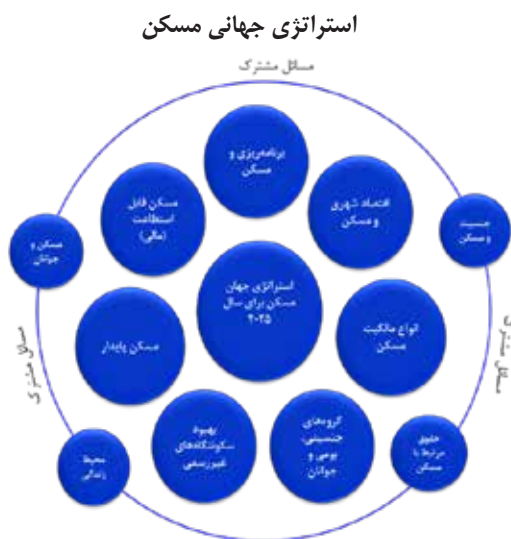 استراتژی جهانی مسکن
مسائل مشترک
برنامه‌ریزی و
مسکن
مسکن قابل
استطاعت
(مالی)
اقتصاد شهری
و مسکن
جنسیت
و مسکن
مسکن و
جوانان
استراتژی جهان
مسکن برای سال
۲۰۲۵
مسکن پایدار
انواع مالکیت
مسکن
مسائل مشترک
مسائل مشترک
بهبود
سکونتگاه‌های
غیررسمی
گروه‌های
جنسیتی،
بومی و
جوانان
محیط
زندگی
حقوق
مرتبط با
مسکن